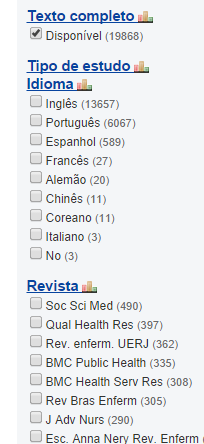 Texto completo
Disponível (19868)
Tipo de estudo
Idioma
Inglês (13657)
Português (6067)
Espanhol (589)
Francês (27)
Alemão (20)
Chinês (11)
Coreano (11)
Italiano (3)
No (3)
Revista
Soc Sci Med (490)
Qual Health Res (397)
Rev. enferm. UERJ (362)
BMC Public Health (335)
BMC Health Serv Res (308)
Rev Bras Enferm (305)
J Adv Nurs (290)
Esc. Anna Nery Rev. Enferm